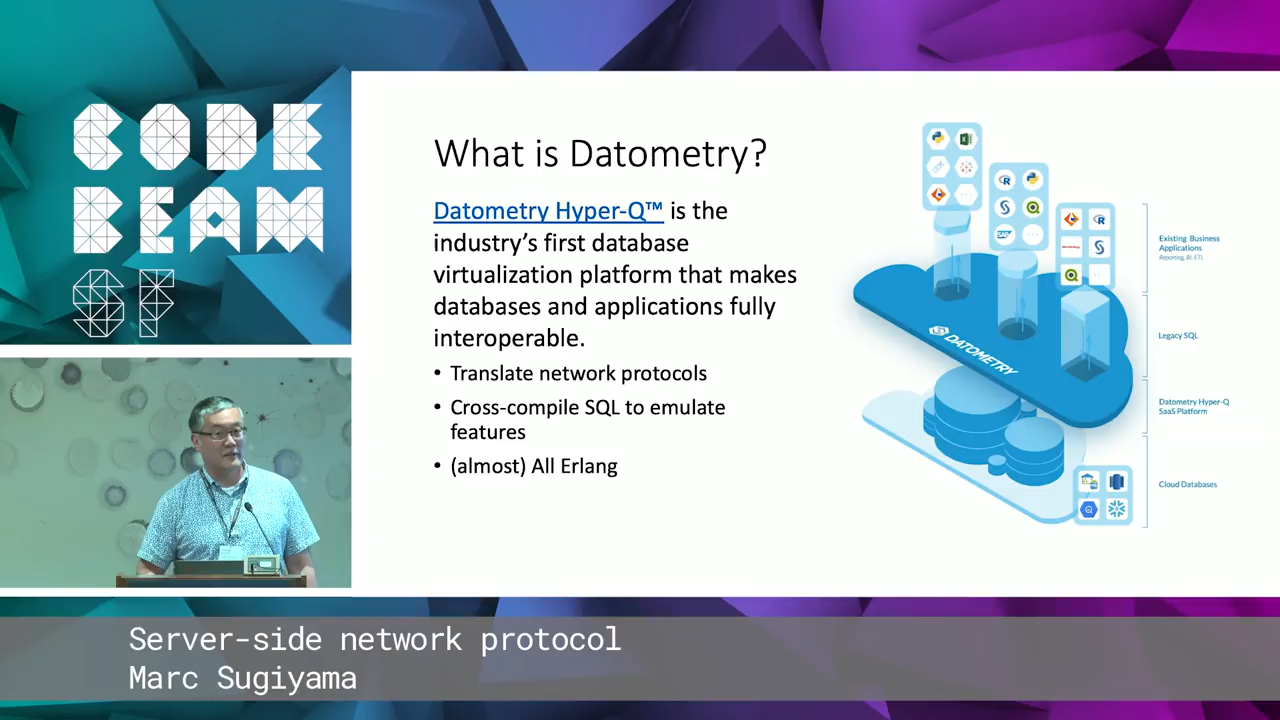 CODE
BEAM
SF
What is Datometry?
Datometry Hyper-Q™ is the
industry’s first database
virtualization platform that makes
databases and applications fully
interoperable.
• Translate network protocols
• Cross-compile SQL to emulate
features
• (almost) All Erlang
DATOMETRY
Existing Business
Applications
Reporting, BI, ETL
Legacy SQL
Datometry Hyper-Q
SaaS Platform
Cloud Databases
Server-side network protocol
Marc Sugiyama